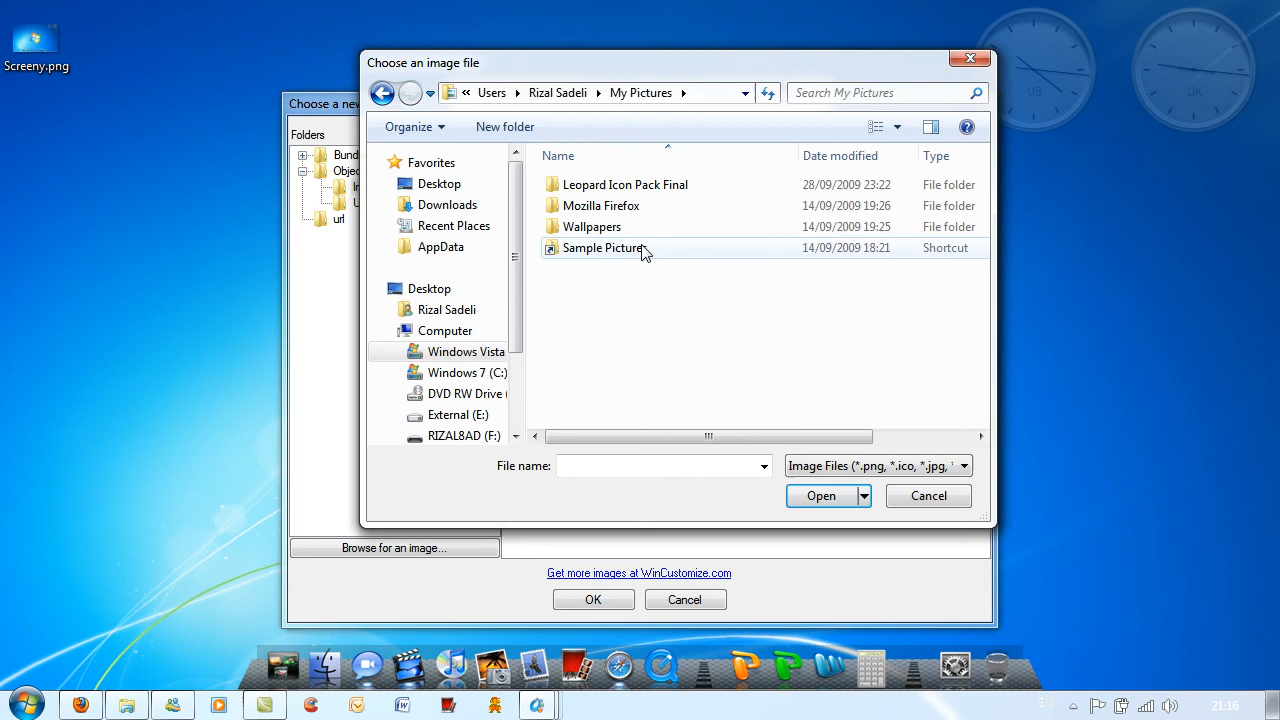 Screeny.png
Choose an image file
« Users Rizal Sadeli My Pictures
Search My Pictures
Organize
New folder
Name
Date modified
Type
Favorites
Desktop
Downloads
Recent Places
AppData
Desktop
Rizal Sadeli
Computer
Windows Vista
Windows 7 (C:)
DVD RW Drive (
External (E:)
RIZAL8AD (F:)
Leopard Icon Pack Final 28/09/2009 23:22 File folder
Mozilla Firefox 14/09/2009 19:26 File folder
Wallpapers 14/09/2009 19:25 File folder
Sample Pictures 14/09/2009 18:21 Shortcut
File name:
Image Files (*.png, *.ico, *.jpg,
Open
Cancel
Choose a new
Folders
Bund
Objec
url
Browse for an image...
Get more images at WinCustomize.com
OK
Cancel
US
UK
21:16